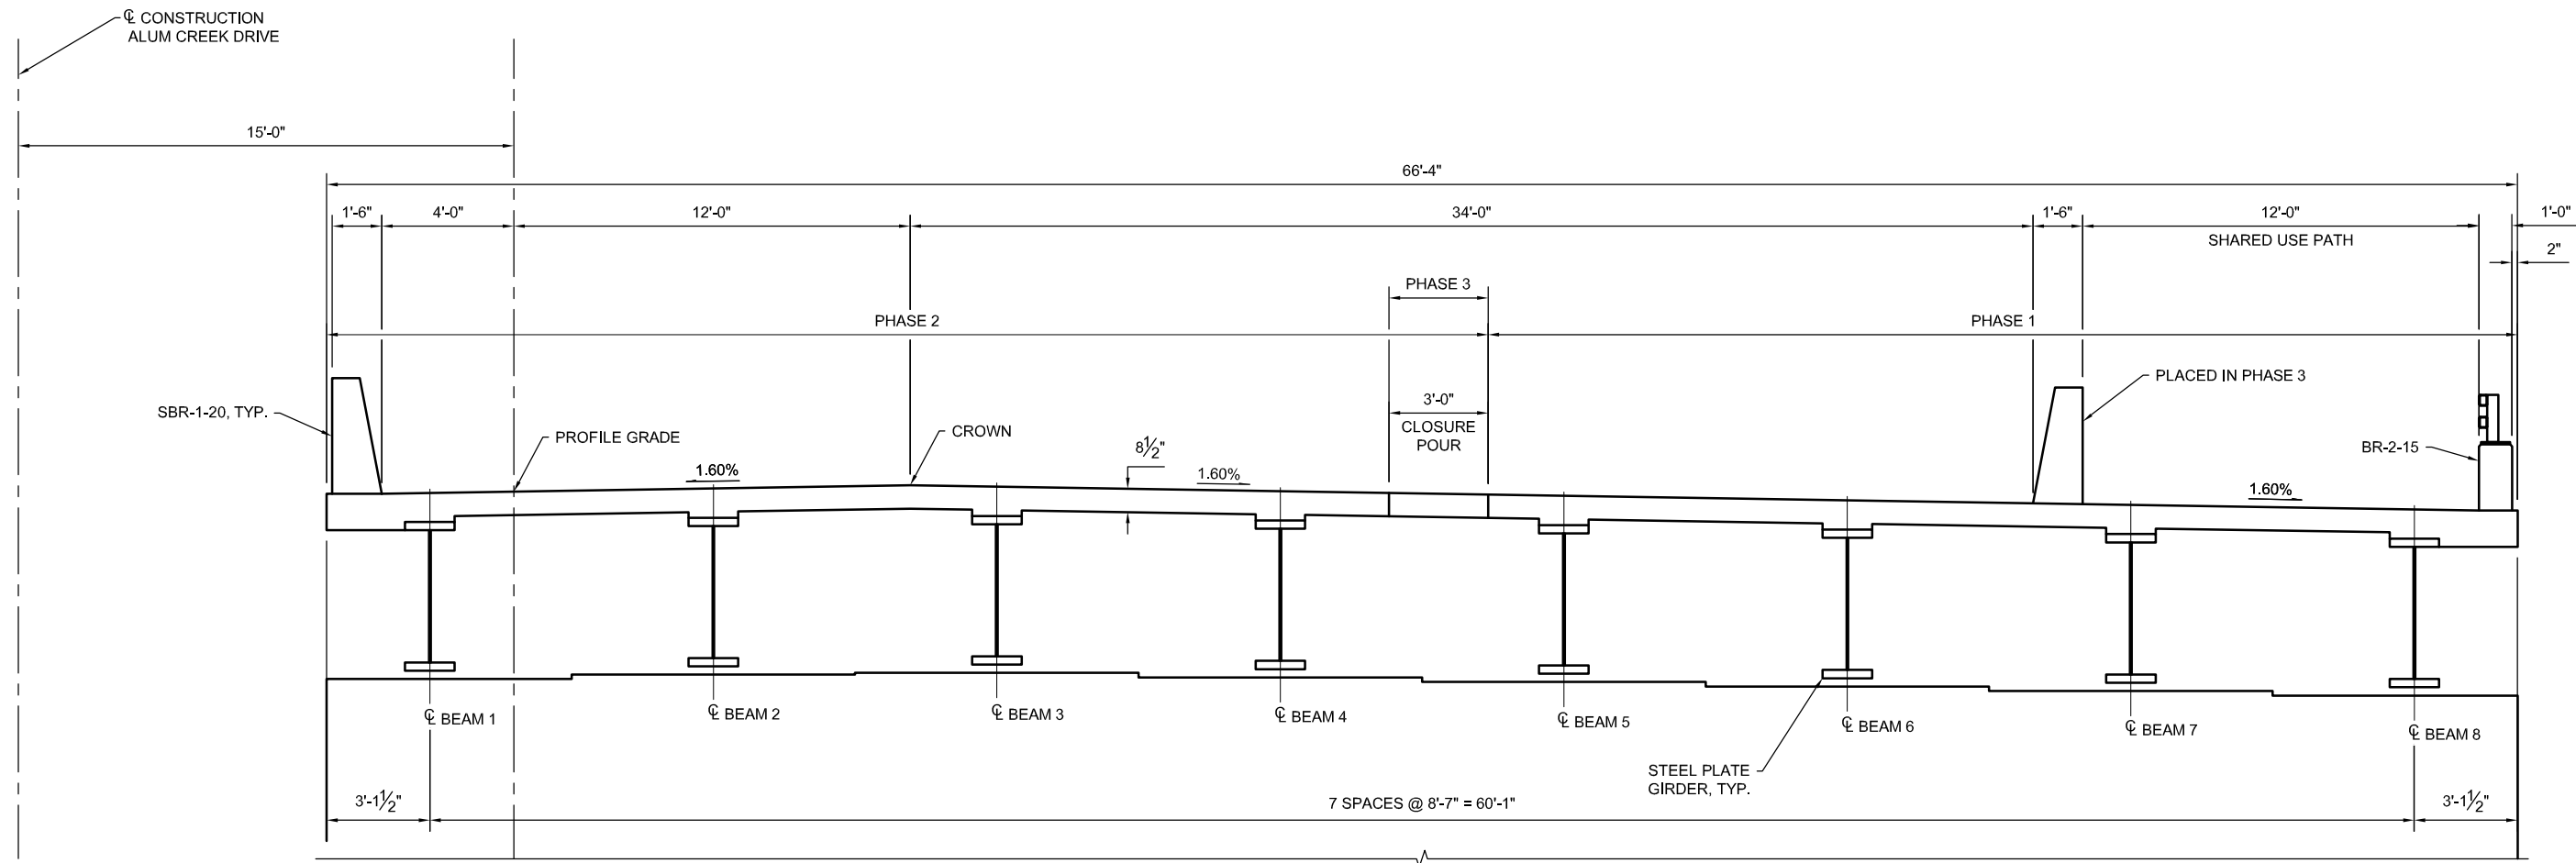 ℄ CONSTRUCTION
ALUM CREEK DRIVE
15'-0"
66'-4"
1'-6"
4'-0"
12'-0"
34'-0"
1'-6"
12'-0"
1'-0"
SHARED USE PATH
2"
PHASE 3
PHASE 2
PHASE 1
PLACED IN PHASE 3
3'-0"
CLOSURE
POUR
SBR-1-20, TYP.
PROFILE GRADE
CROWN
8½"
BR-2-15
1.60%
1.60%
1.60%
℄ BEAM 1
℄ BEAM 2
℄ BEAM 3
℄ BEAM 4
℄ BEAM 5
℄ BEAM 6
℄ BEAM 7
℄ BEAM 8
STEEL PLATE
GIRDER, TYP.
3'-1½"
7 SPACES @ 8'-7" = 60'-1"
3'-1½"